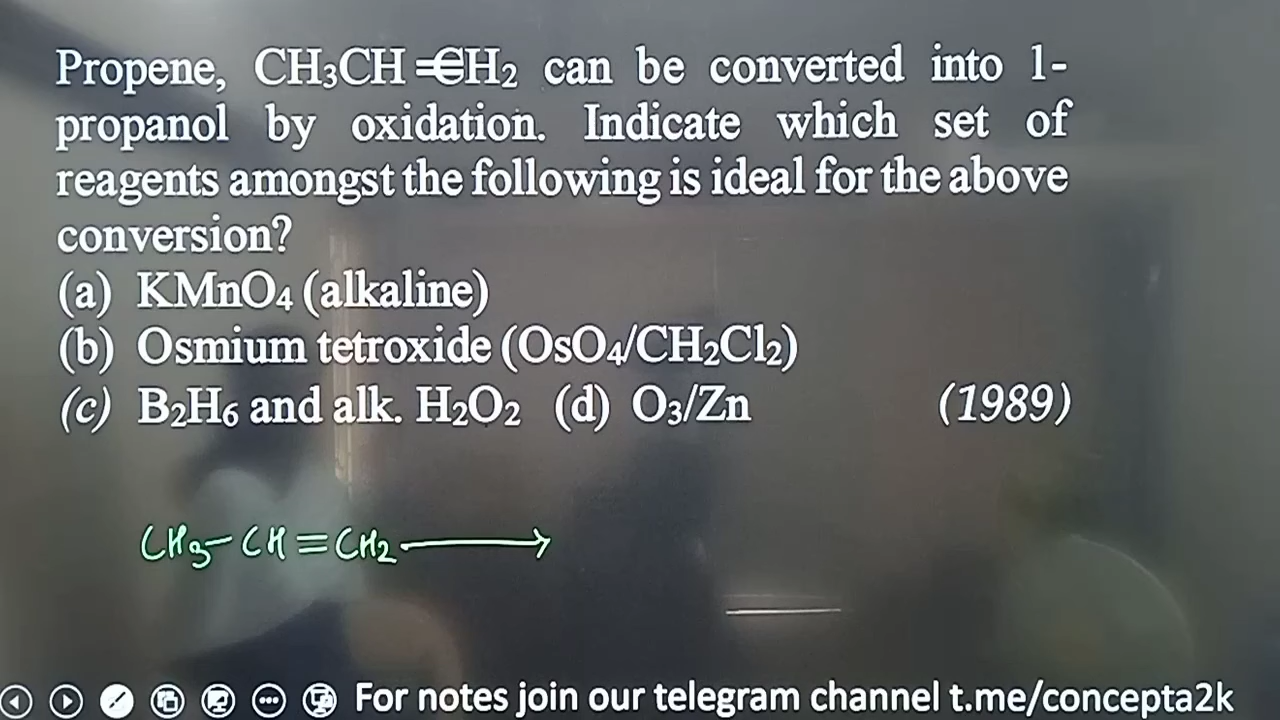 Propene, CH3CH=CH2 can be converted into 1-
propanol by oxidation. Indicate which set of
reagents amongst the following is ideal for the above
conversion?
(a) KMnO4 (alkaline)
(b) Osmium tetroxide (OsO4/CH2Cl2)
(c) B2H6 and alk. H2O2 (d) O3/Zn (1989)
CH3-CH=CH2 ⟶
For notes join our telegram channel t.me/concepta2k